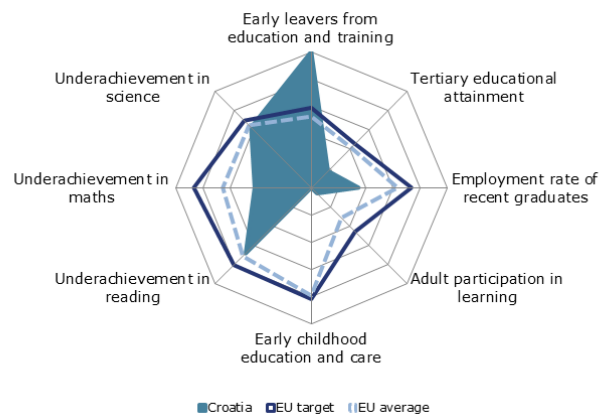 Early leavers from
education and training
Underachievement in
science
Tertiary educational
attainment
Underachievement in
maths
Employment rate of
recent graduates
Underachievement in
reading
Adult participation in
learning
Early childhood
education and care
Croatia EU target EU average